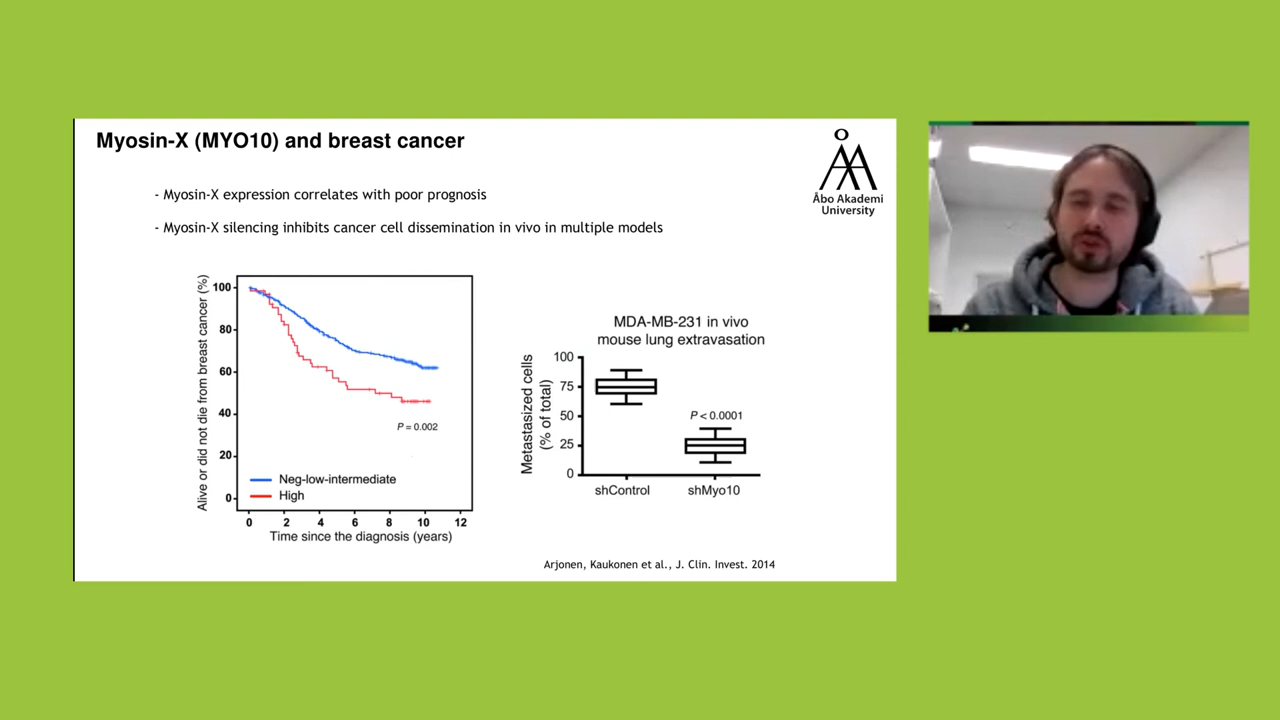 Myosin-X (MYO10) and breast cancer
Åbo Akademi
University
- Myosin-X expression correlates with poor prognosis
- Myosin-X silencing inhibits cancer cell dissemination in vivo in multiple models
Alive or did not die from breast cancer (%)
100
80
60
40
20
0
P = 0.002
Neg-low-intermediate
High
0 2 4 6 8 10 12
Time since the diagnosis (years)
MDA-MB-231 in vivo
mouse lung extravasation
Metastasized cells
(% of total)
100
75
50
25
0
P < 0.0001
shControl shMyo10
Arjonen, Kaukonen et al., J. Clin. Invest. 2014